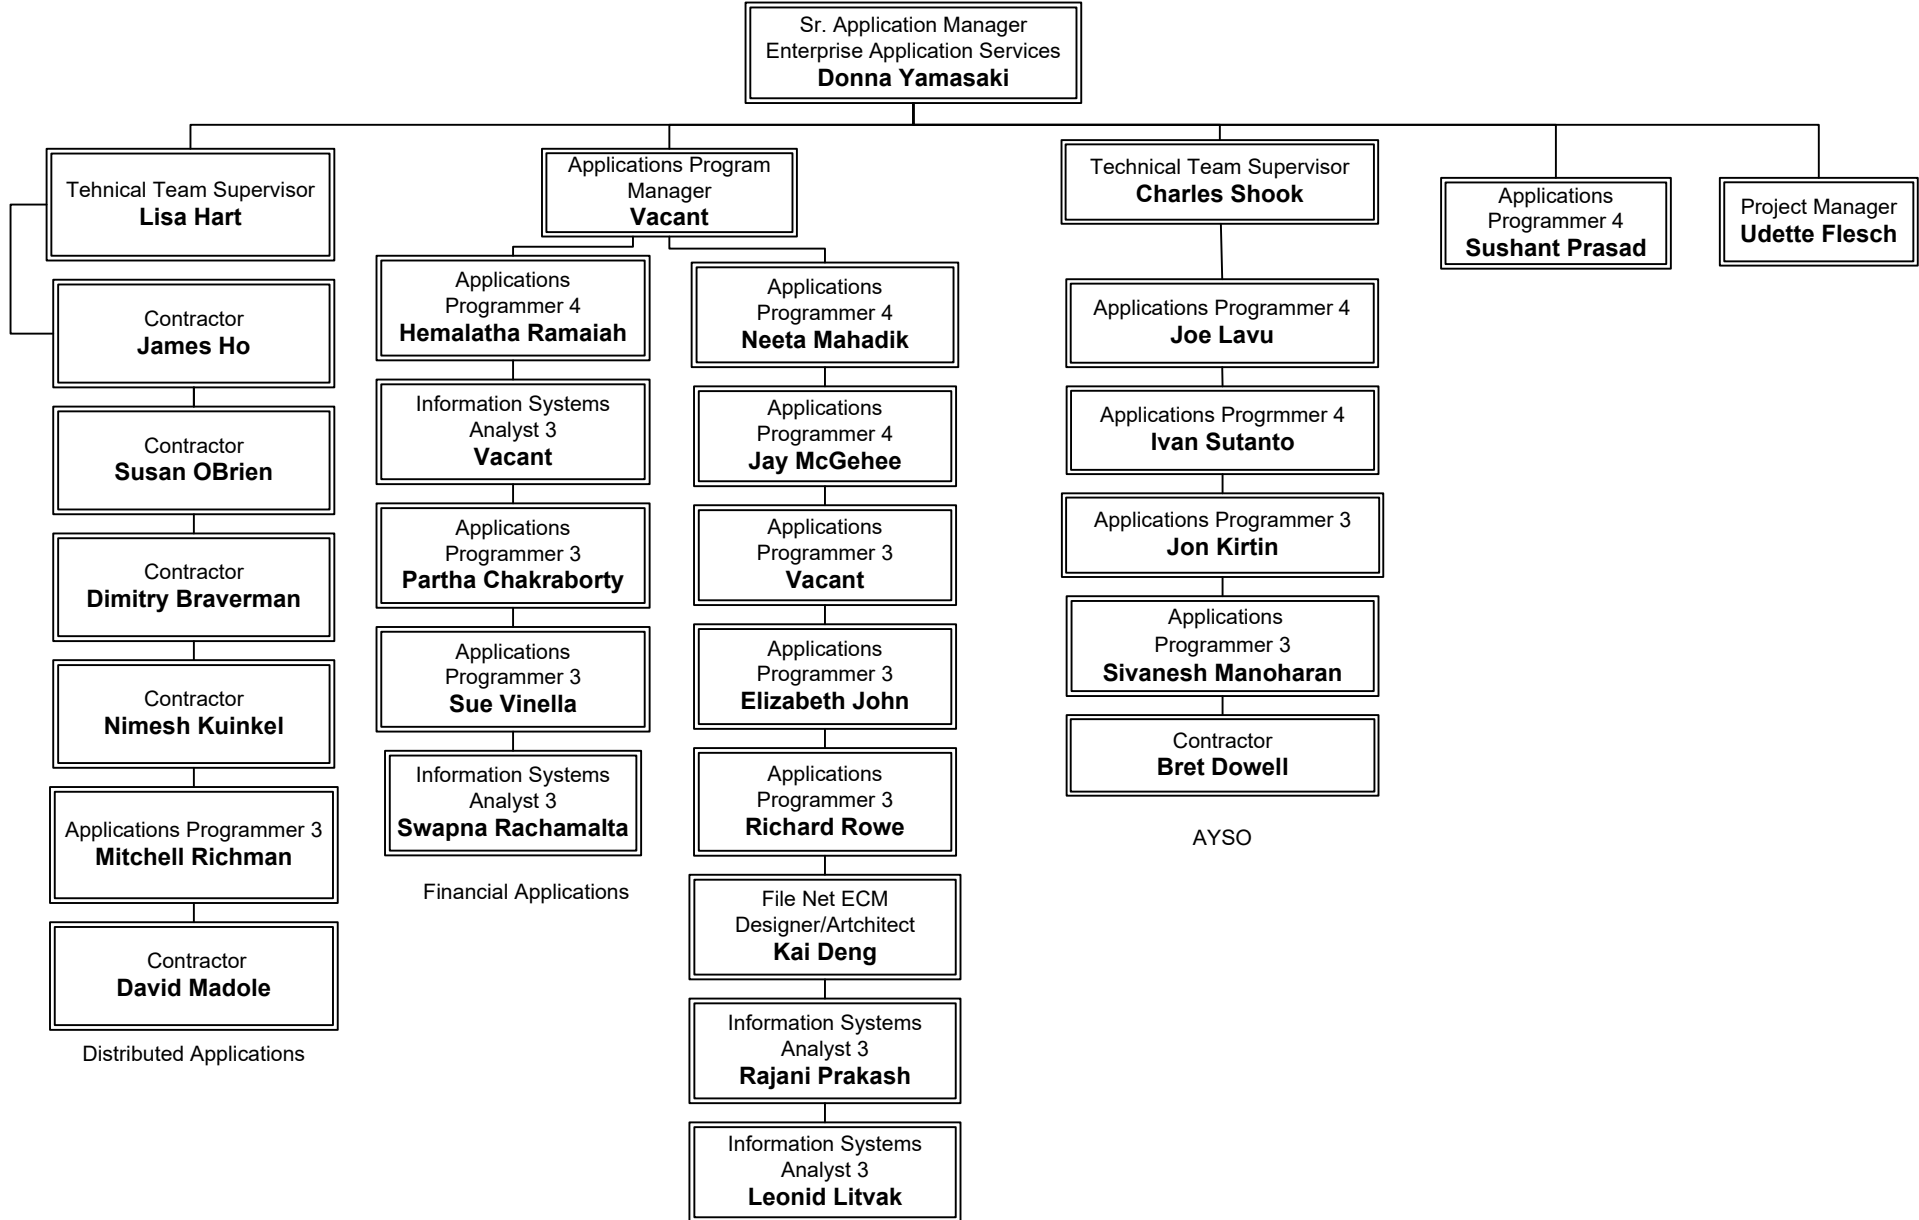 Sr. Application Manager
Enterprise Application Services
Donna Yamasaki
Tehnical Team Supervisor
Lisa Hart
Contractor
James Ho
Contractor
Susan OBrien
Contractor
Dimitry Braverman
Contractor
Nimesh Kuinkel
Applications Programmer 3
Mitchell Richman
Contractor
David Madole
Distributed Applications
Applications Program
Manager
Vacant
Applications
Programmer 4
Hemalatha Ramaiah
Information Systems
Analyst 3
Vacant
Applications
Programmer 3
Partha Chakraborty
Applications
Programmer 3
Sue Vinella
Information Systems
Analyst 3
Swapna Rachamalta
Financial Applications
Applications
Programmer 4
Neeta Mahadik
Applications
Programmer 4
Jay McGehee
Applications
Programmer 3
Vacant
Applications
Programmer 3
Elizabeth John
Applications
Programmer 3
Richard Rowe
File Net ECM
Designer/Artchitect
Kai Deng
Information Systems
Analyst 3
Rajani Prakash
Information Systems
Analyst 3
Leonid Litvak
Technical Team Supervisor
Charles Shook
Applications Programmer 4
Joe Lavu
Applications Progrmmer 4
Ivan Sutanto
Applications Programmer 3
Jon Kirtin
Applications
Programmer 3
Sivanesh Manoharan
Contractor
Bret Dowell
AYSO
Applications
Programmer 4
Sushant Prasad
Project Manager
Udette Flesch